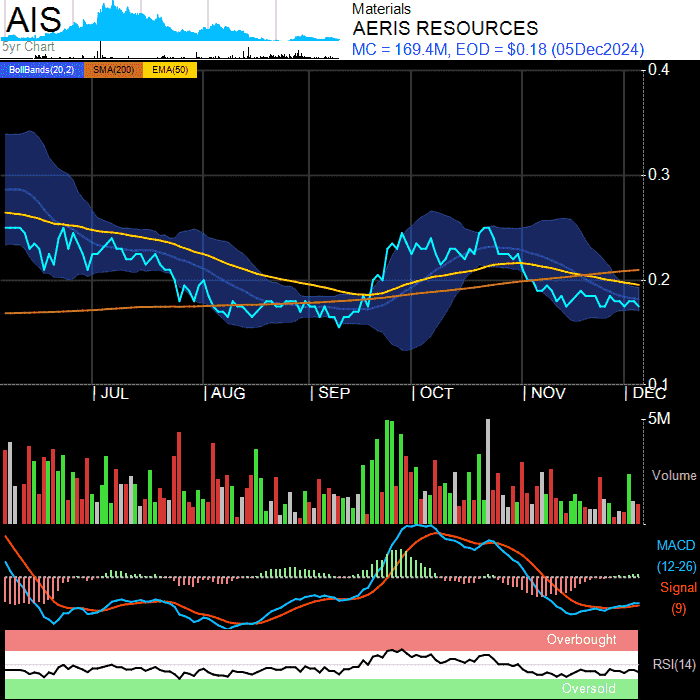 AIS
Materials
AERIS RESOURCES
MC = 169.4M, EOD = $0.18 (05Dec2024)
5yr Chart
BollBands(20,2) SMA(200) EMA(50)
0.4
0.3
0.2
0.1
| JUL | AUG | SEP | OCT | NOV | DEC
5M
Volume
MACD
(12-26)
Signal
(9)
Overbought
RSI(14)
Oversold